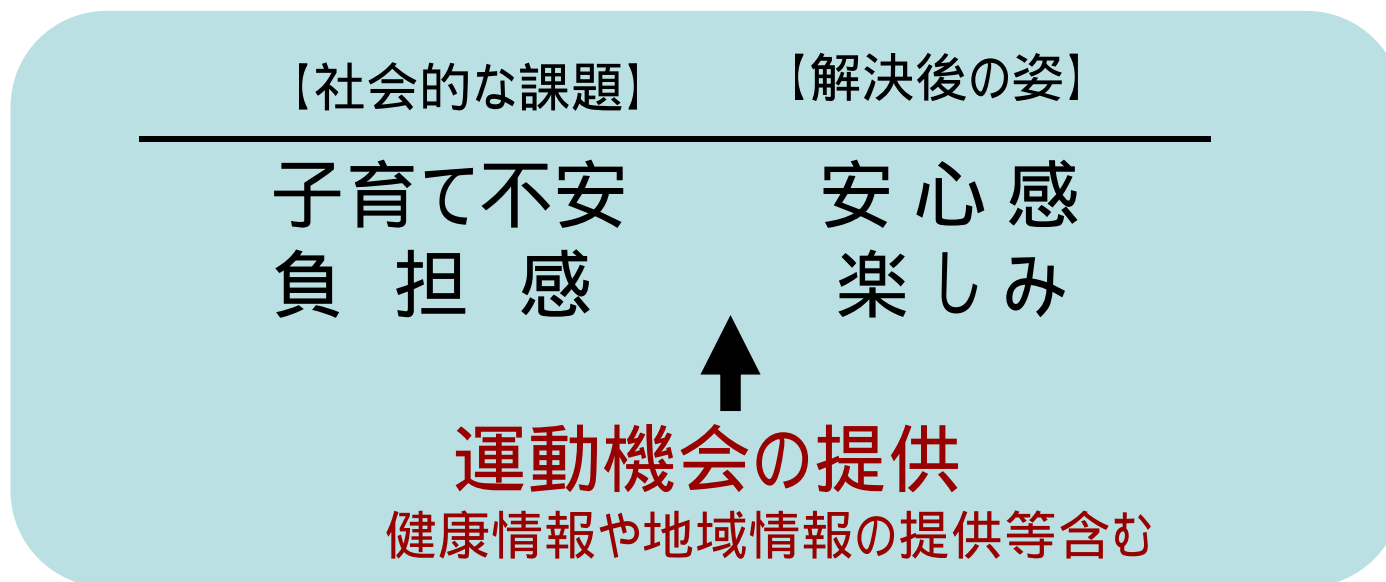 【社会的な課題】 【解決後の姿】
子育て不安 安心感
負担感 楽しみ
運動機会の提供
健康情報や地域情報の提供等含む